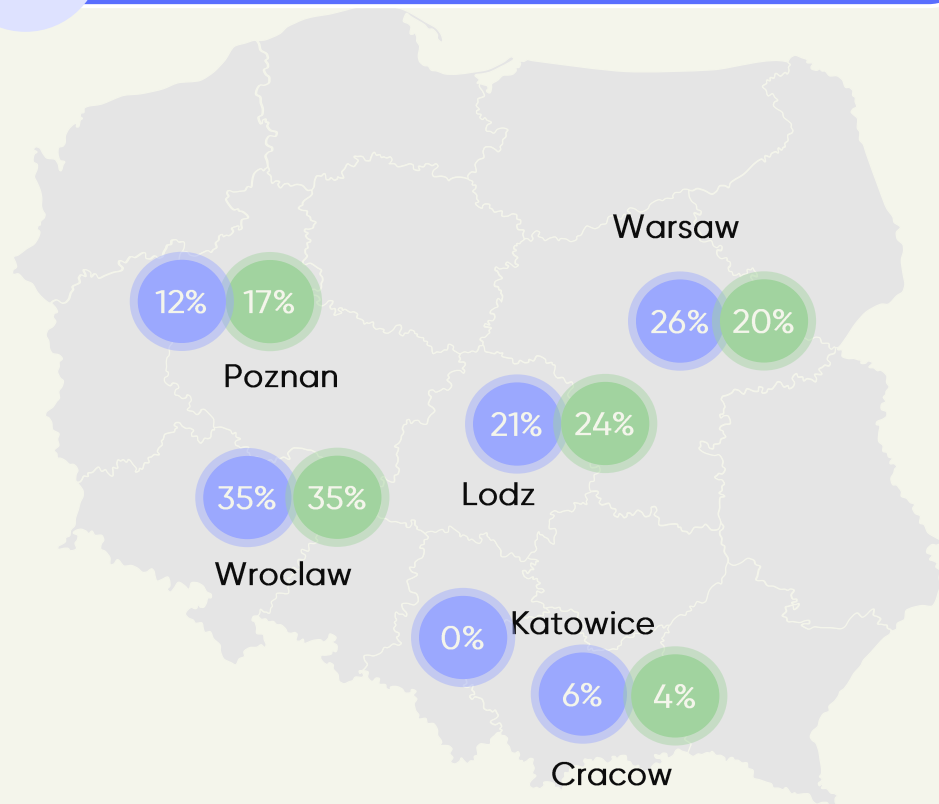 Warsaw
12% 17%
26% 20%
Poznan
21% 24%
35% 35%
Lodz
Wroclaw
0%
Katowice
6% 4%
Cracow